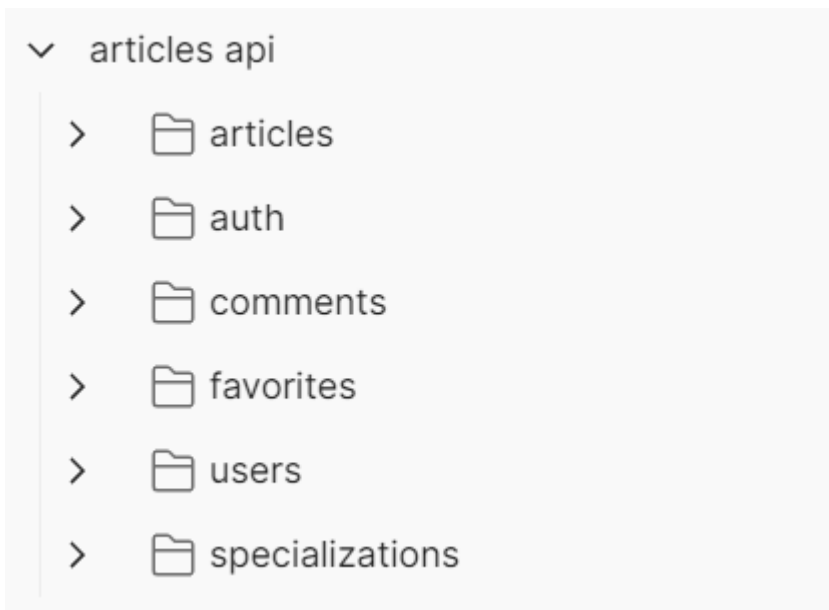 articles api
articles
auth
comments
favorites
users
specializations